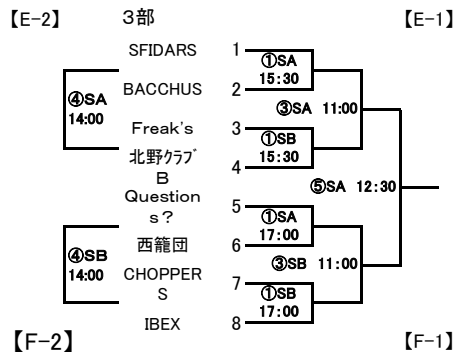 【E-2】 3部 【E-1】
SFIDARS 1
①SA
15:30
BACCHUS 2
④SA
14:00
③SA 11:00
Freak's 3
①SB
15:30
北野クラブ
B
4
⑤SA 12:30
Question
s?
5
①SA
17:00
西籠団 6
④SB
14:00
③SB 11:00
CHOPPER
S
7
①SB
17:00
IBEX 8
【F-2】 【F-1】